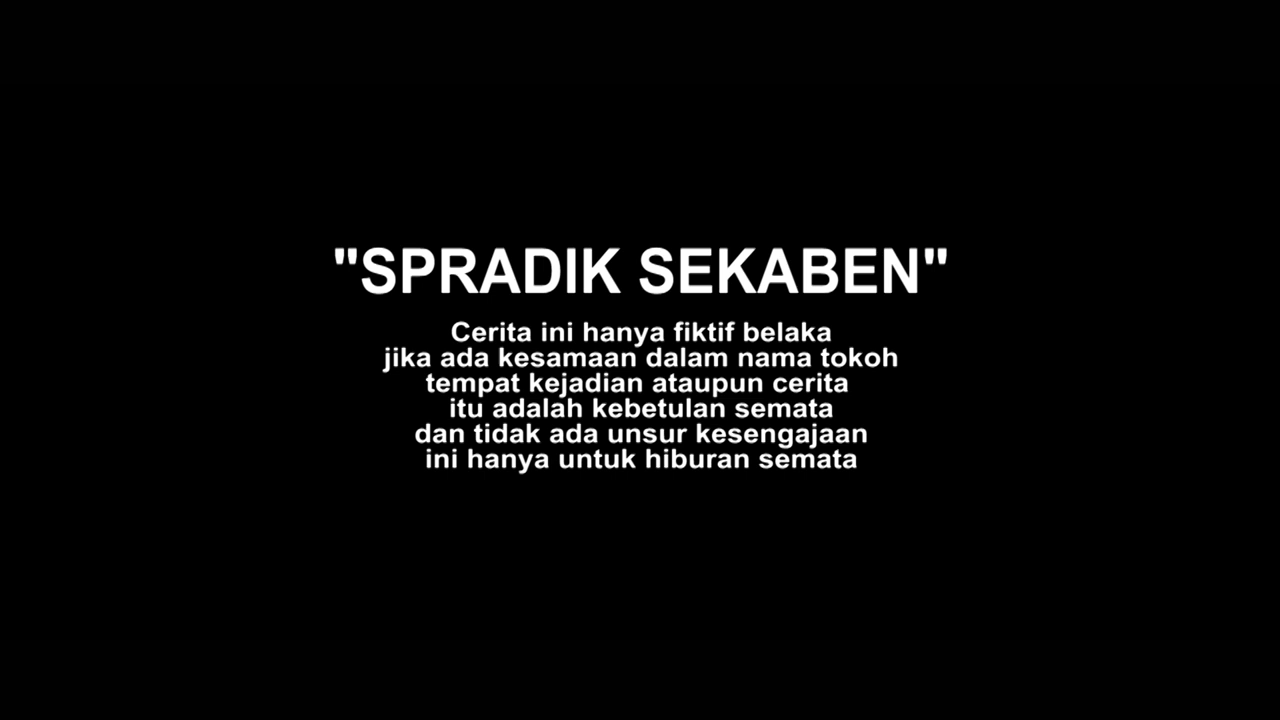 "SPRADIK SEKABEN"
Cerita ini hanya fiktif belaka
jika ada kesamaan dalam nama tokoh
tempat kejadian ataupun cerita
itu adalah kebetulan semata
dan tidak ada unsur kesengajaan
ini hanya untuk hiburan semata